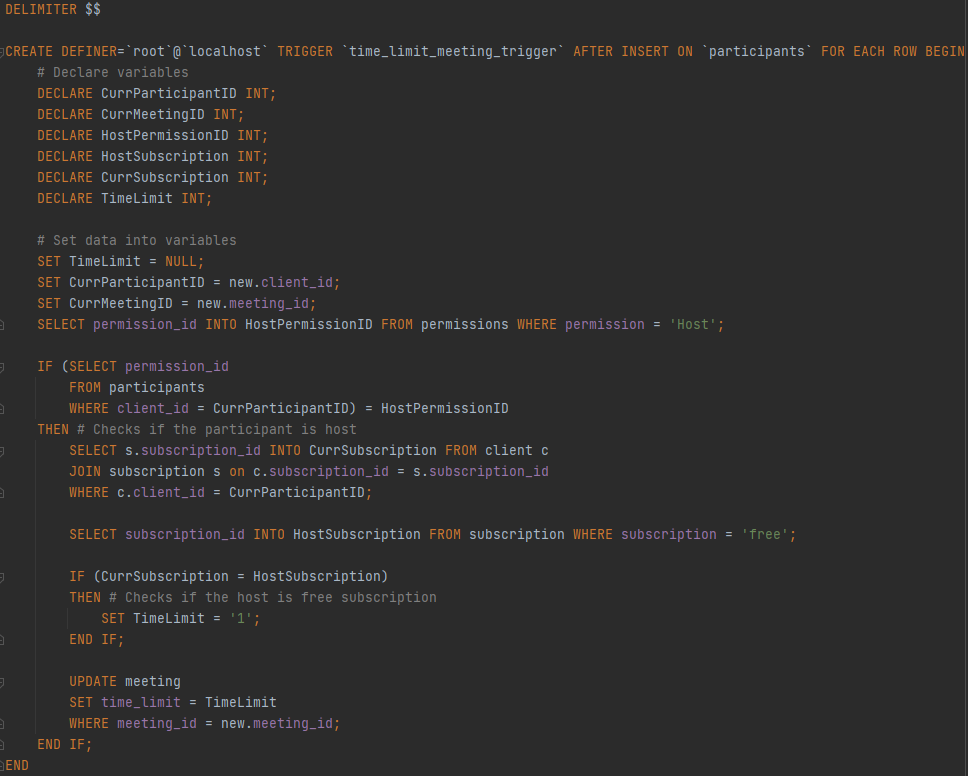 DELIMITER $$
CREATE DEFINER=`root`@`localhost` TRIGGER `time_limit_meeting_trigger` AFTER INSERT ON `participants` FOR EACH ROW BEGIN
# Declare variables
DECLARE CurrParticipantID INT;
DECLARE CurrMeetingID INT;
DECLARE HostPermissionID INT;
DECLARE HostSubscription INT;
DECLARE CurrSubscription INT;
DECLARE TimeLimit INT;
# Set data into variables
SET TimeLimit = NULL;
SET CurrParticipantID = new.client_id;
SET CurrMeetingID = new.meeting_id;
SELECT permission_id INTO HostPermissionID FROM permissions WHERE permission = 'Host';
IF (SELECT permission_id
FROM participants
WHERE client_id = CurrParticipantID) = HostPermissionID
THEN # Checks if the participant is host
SELECT s.subscription_id INTO CurrSubscription FROM client c
JOIN subscription s on c.subscription_id = s.subscription_id
WHERE c.client_id = CurrParticipantID;
SELECT subscription_id INTO HostSubscription FROM subscription WHERE subscription = 'free';
IF (CurrSubscription = HostSubscription)
THEN # Checks if the host is free subscription
SET TimeLimit = '1';
END IF;
UPDATE meeting
SET time_limit = TimeLimit
WHERE meeting_id = new.meeting_id;
END IF;
END